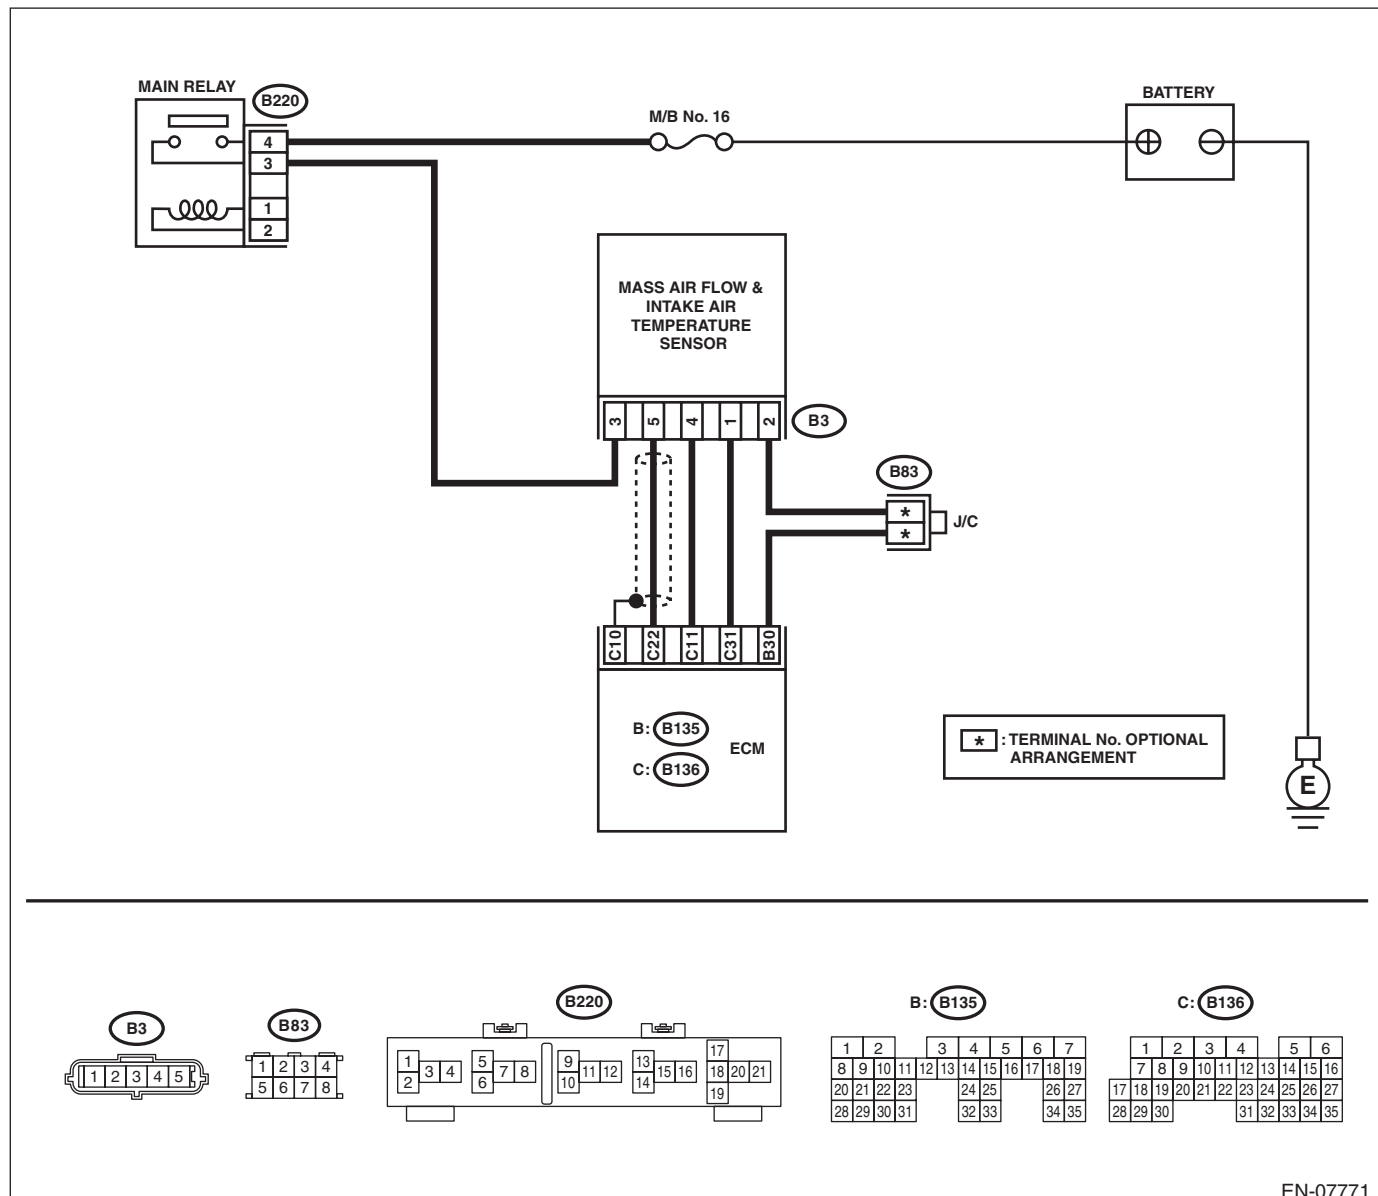 MAIN RELAY
B220
4
3
1
2
M/B No. 16
BATTERY
MASS AIR FLOW &
INTAKE AIR
TEMPERATURE
SENSOR
3 5 4 1 2
B3
B83
*
*
J/C
C10 C22 C11 C31 B30
B: B135
C: B136
ECM
* : TERMINAL No. OPTIONAL
ARRANGEMENT
E
B3
1 2 3 4 5
B83
1 2 3 4
5 6 7 8
B220
1 5 9 13 17
3 4 7 8 11 12 15 16 18 20 21
2 6 10 14 19
B: B135
1 2 3 4 5 6 7
8 9 10 11 12 13 14 15 16 17 18 19
20 21 22 23 24 25 26 27
28 29 30 31 32 33 34 35
C: B136
1 2 3 4 5 6
7 8 9 10 11 12 13 14 15 16
17 18 19 20 21 22 23 24 25 26 27
28 29 30 31 32 33 34 35
EN-07771